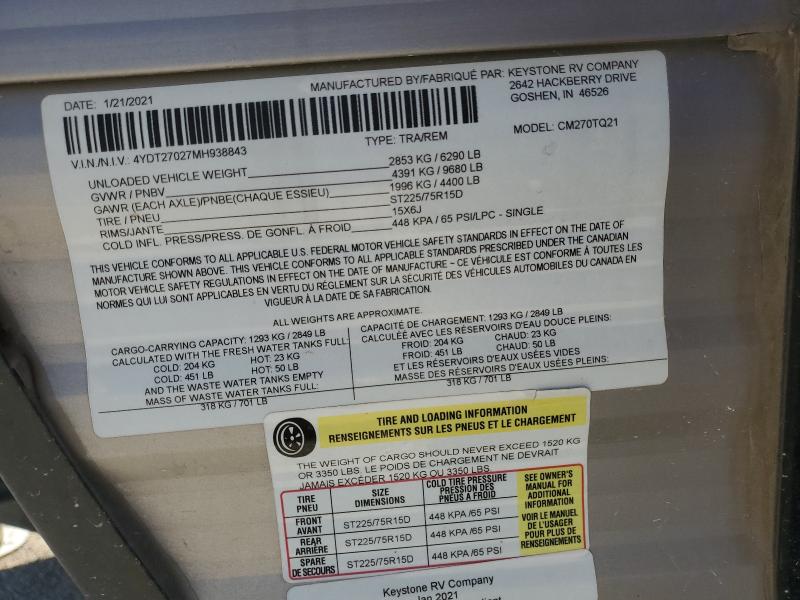 MANUFACTURED BY/FABRIQUÉ PAR: KEYSTONE RV COMPANY
2642 HACKBERRY DRIVE
GOSHEN, IN 46526
DATE: 1/21/2021
MODEL: CM270TQ21
TYPE: TRA/REM
V.I.N./N.I.V.: 4YDT27027MH938843
UNLOADED VEHICLE WEIGHT 2853 KG / 6290 LB
GVWR / PNBV 4391 KG / 9680 LB
GAWR (EACH AXLE)/PNBE(CHAQUE ESSIEU) 1996 KG / 4400 LB
TIRE / PNEU ST225/75R15D
RIMS/JANTE 15X6J
COLD INFL. PRESS/PRESS. DE GONFL. À FROID 448 KPA / 65 PSI/LPC - SINGLE
THIS VEHICLE CONFORMS TO ALL APPLICABLE U.S. FEDERAL MOTOR VEHICLE SAFETY STANDARDS IN EFFECT ON THE DATE OF
MANUFACTURE SHOWN ABOVE. THIS VEHICLE CONFORMS TO ALL APPLICABLE STANDARDS PRESCRIBED UNDER THE CANADIAN
MOTOR VEHICLE SAFETY REGULATIONS IN EFFECT ON THE DATE OF MANUFACTURE – CE VÉHICULE EST CONFORME À TOUTES LES
NORMES QUI LUI SONT APPLICABLES EN VERTU DU RÈGLEMENT SUR LA SÉCURITÉ DES VÉHICULES AUTOMOBILES DU CANADA EN
VIGUEUR À LA DATE DE SA FABRICATION.
ALL WEIGHTS ARE APPROXIMATE.
CARGO-CARRYING CAPACITY: 1293 KG / 2849 LB
CALCULATED WITH THE FRESH WATER TANKS FULL:
COLD: 204 KG HOT: 23 KG
COLD: 451 LB HOT: 50 LB
AND THE WASTE WATER TANKS EMPTY
MASS OF WASTE WATER TANKS FULL:
318 KG / 701 LB
CAPACITÉ DE CHARGEMENT: 1293 KG / 2849 LB
CALCULÉE AVEC LES RÉSERVOIRS D'EAU DOUCE PLEINS:
FROID: 204 KG CHAUD: 23 KG
FROID: 451 LB CHAUD: 50 LB
ET LES RÉSERVOIRS D'EAUX USÉES VIDES
MASSE DES RÉSERVOIRS D'EAUX USÉES PLEINS:
318 KG / 701 LB
TIRE AND LOADING INFORMATION
RENSEIGNEMENTS SUR LES PNEUS ET LE CHARGEMENT
THE WEIGHT OF CARGO SHOULD NEVER EXCEED 1520 KG
OR 3350 LBS. LE POIDS DE CHARGEMENT NE DEVRAIT
JAMAIS EXCÉDER 1520 KG OU 3350 LBS.
TIRE
PNEU
SIZE
DIMENSIONS
COLD TIRE PRESSURE
PRESSION DES
PNEUS A FROID
FRONT
AVANT
ST225/75R15D
448 KPA /65 PSI
REAR
ARRIÈRE
ST225/75R15D
448 KPA /65 PSI
SPARE
DE SECOURS
ST225/75R15D
448 KPA /65 PSI
SEE OWNER'S
MANUAL FOR
ADDITIONAL
INFORMATION
VOIR LE MANUEL
DE L'USAGER
POUR PLUS DE
RENSEIGNEMENTS
Keystone RV Company
Jan 2021